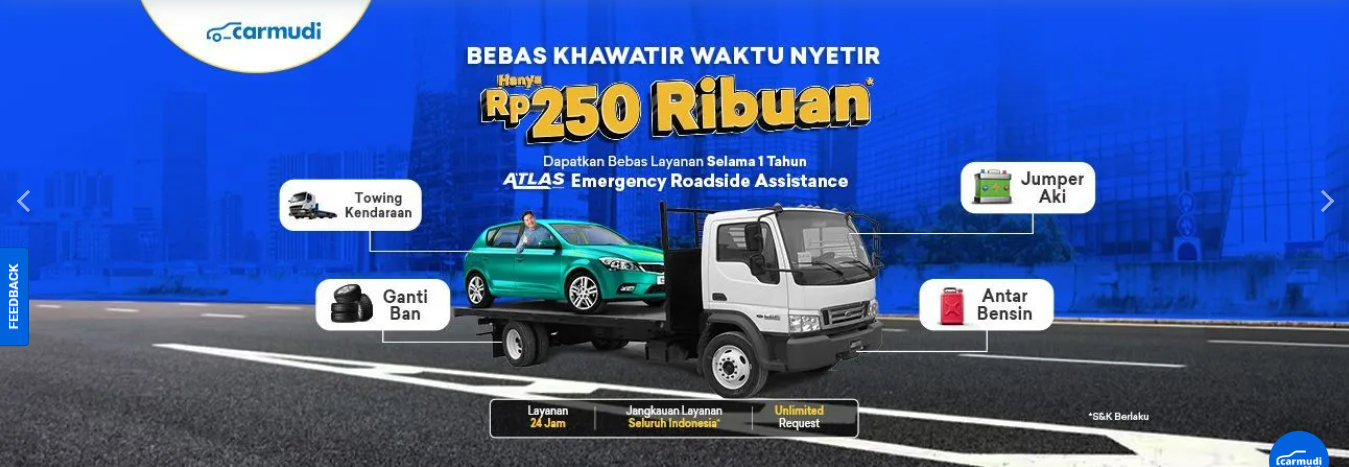 carmudi
BEBAS KHAWATIR WAKTU NYETIR
Hanya
Rp250 Ribuan*
Dapatkan Bebas Layanan Selama 1 Tahun
ATLAS Emergency Roadside Assistance
Towing
Kendaraan
Jumper
Aki
FEEDBACK
Ganti
Ban
Antar
Bensin
Layanan
24 Jam
Jangkauan Layanan
Seluruh Indonesia*
Unlimited
Request
*S&K Berlaku
carmudi